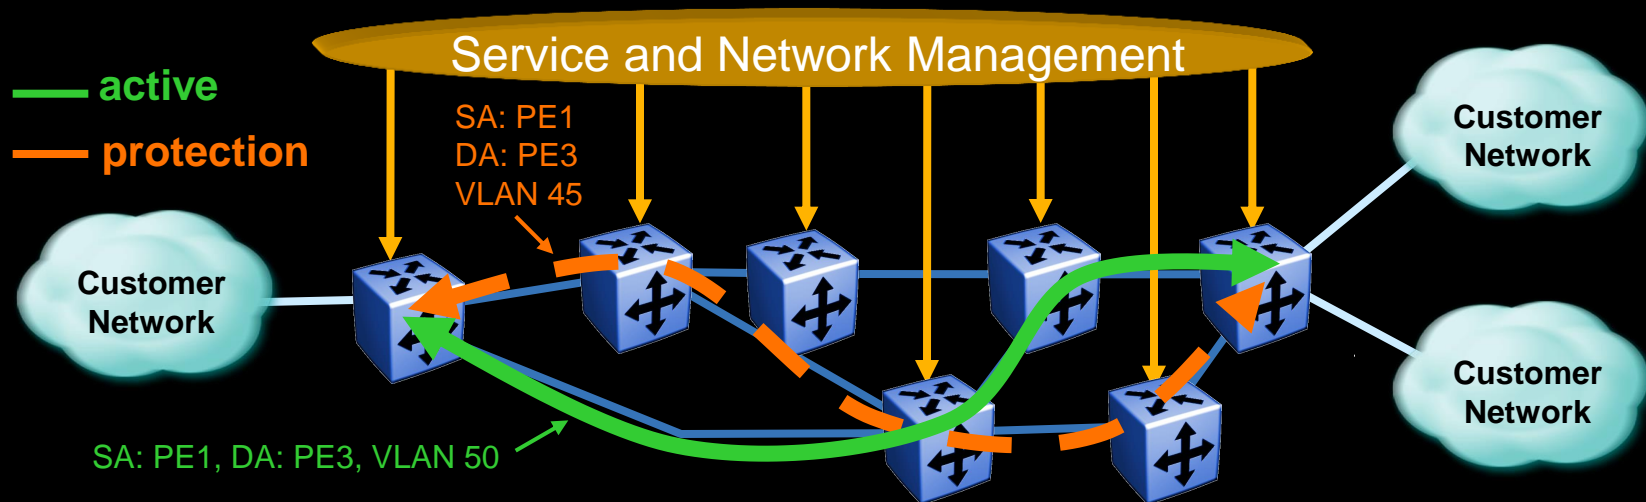 Service and Network Management
active
protection
SA: PE1
DA: PE3
VLAN 45
Customer
Network
Customer
Network
Customer
Network
SA: PE1, DA: PE3, VLAN 50